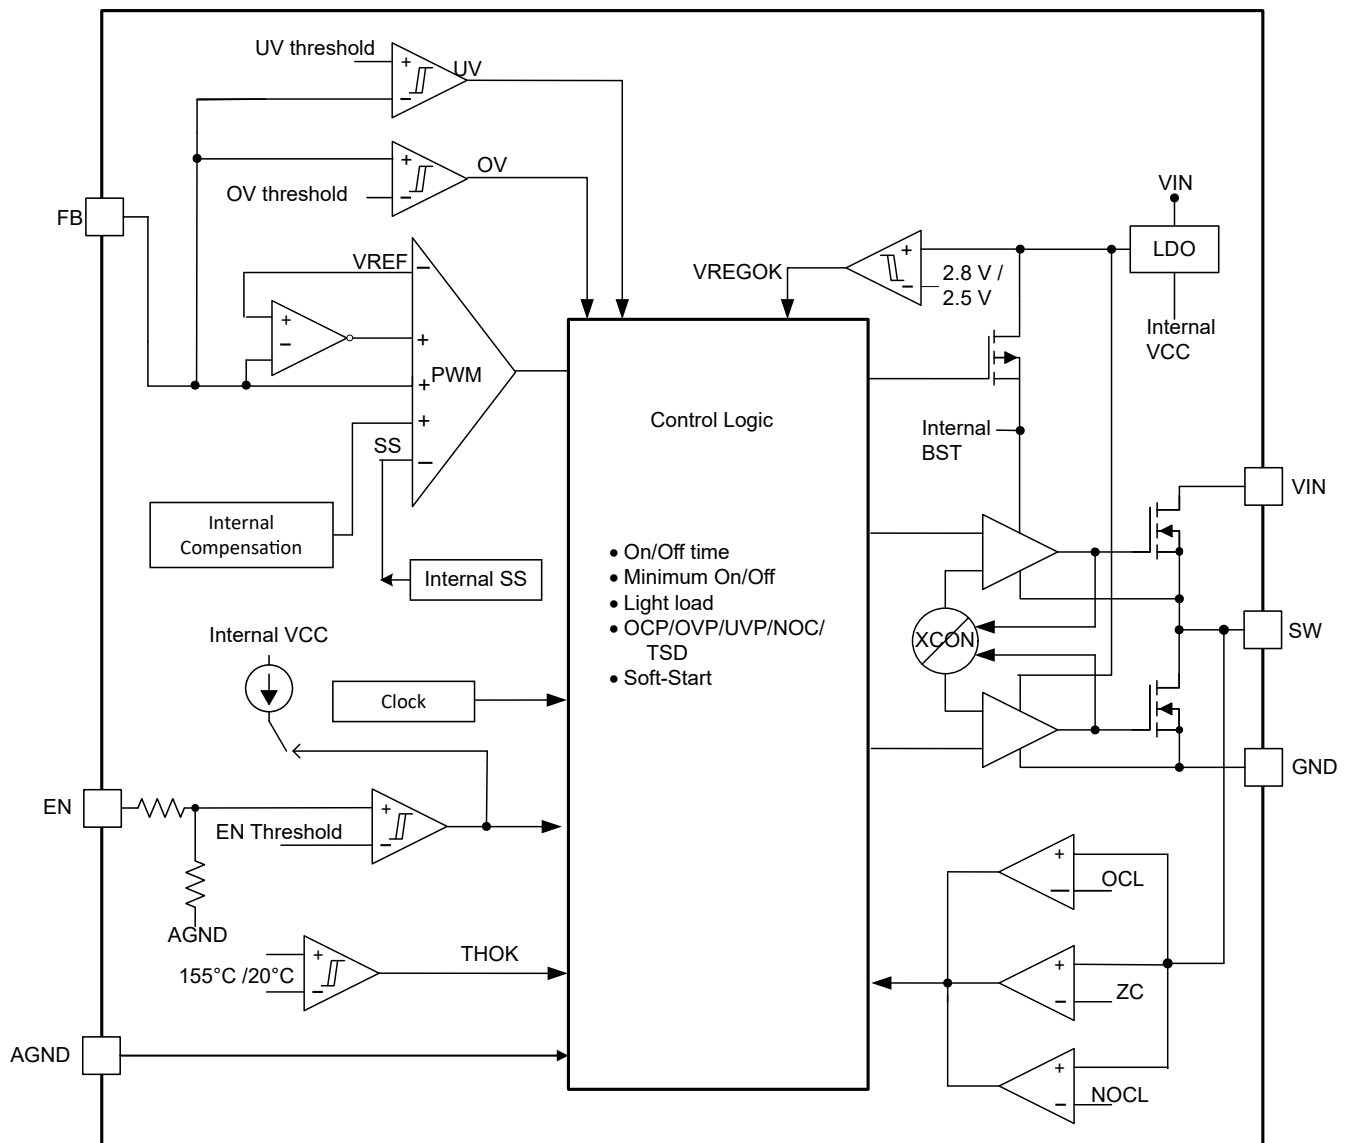 UV threshold
+
−
UV
+
−
OV
OV threshold
FB
VIN
LDO
VREGOK
+
−
2.8 V /
2.5 V
Internal
VCC
VREF
−
+
−
+
+
PWM
+
SS
−
Control Logic
Internal
BST
VIN
Internal
Compensation
Internal SS
• On/Off time
• Minimum On/Off
• Light load
• OCP/OVP/UVP/NOC/
TSD
• Soft-Start
Internal VCC
XCON
SW
Clock
GND
EN
+
−
EN Threshold
AGND
+
−
OCL
THOK
155°C /20°C
+
−
+
−
ZC
AGND
+
−
NOCL